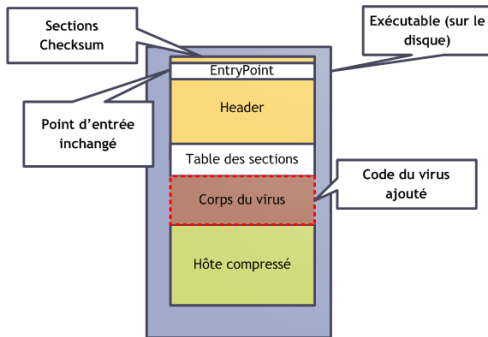 Sections
Checksum
Exécutable (sur le
disque)
EntryPoint
Point d'entrée
inchangé
Header
Table des sections
Corps du virus
Code du virus
ajouté
Hôte compressé